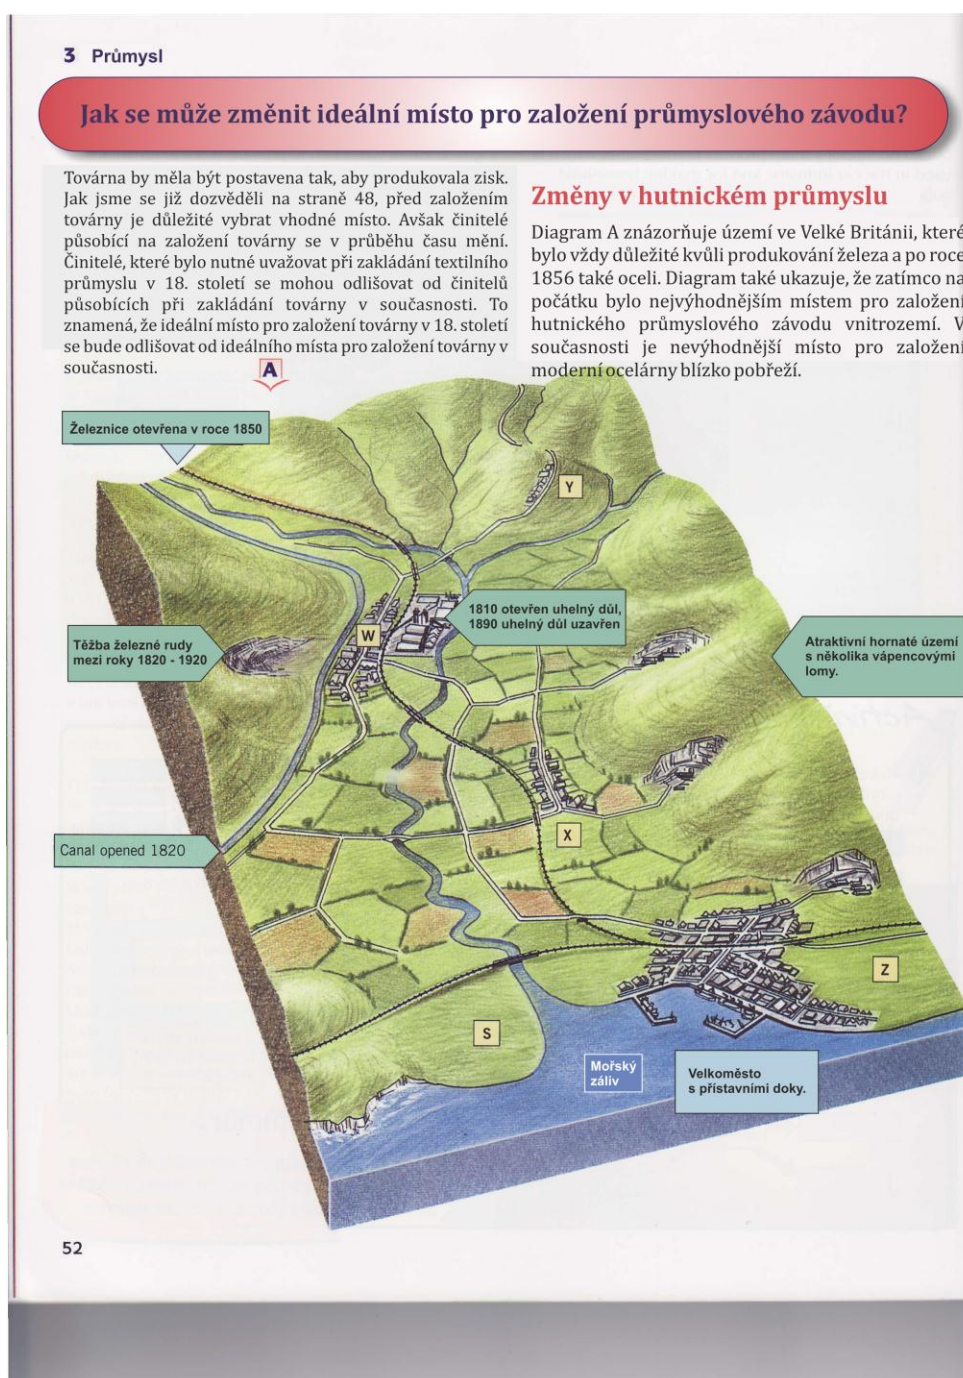 3 Průmysl
Jak se může změnit ideální místo pro založení průmyslového závodu?
Továrna by měla být postavena tak, aby produkovala zisk.
Jak jsme se již dozvěděli na straně 48, před založením
továrny je důležité vybrat vhodné místo. Avšak činitelé
působící na založení továrny se v průběhu času mění.
Činitelé, které bylo nutné uvažovat při zakládání textilního
průmyslu v 18. století se mohou odlišovat od činitelů
působících při zakládání továrny v současnosti. To
znamená, že ideální místo pro založení továrny v 18. století
se bude odlišovat od ideálního místa pro založení továrny v
současnosti.
Změny v hutnickém průmyslu
Diagram A znázorňuje území ve Velké Británii, které
bylo vždy důležité kvůli produkování železa a po roce
1856 také oceli. Diagram také ukazuje, že zatímco na
počátku bylo nejvýhodnějším místem pro založení
hutnického průmyslového závodu vnitrozemí. V
současnosti je nevýhodnější místo pro založení
moderní ocelárny blízko pobřeží.
A
Železnice otevřena v roce 1850
Y
1810 otevřen uhelný důl,
1890 uhelný důl uzavřen
W
Těžba železné rudy
mezi roky 1820 - 1920
Atraktivní hornaté území
s několika vápencovými
lomy.
X
Canal opened 1820
Z
S
Mořský
záliv
Velkoměsto
s přístavními doky.
52